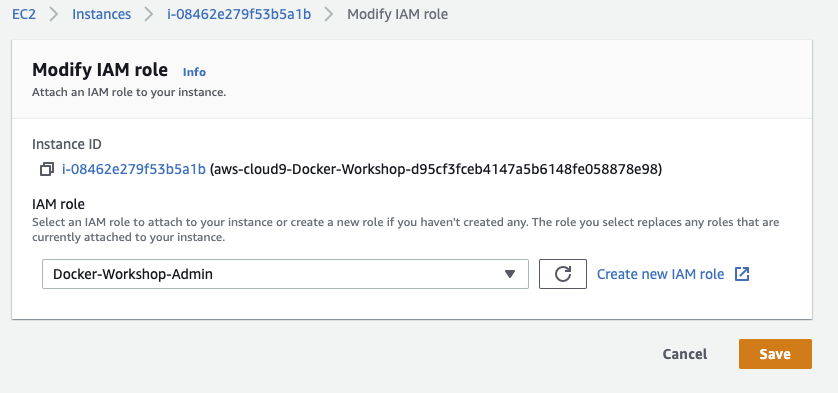 EC2 > Instances > i-08462e279f53b5a1b > Modify IAM role
Modify IAM role Info
Attach an IAM role to your instance.
Instance ID
i-08462e279f53b5a1b (aws-cloud9-Docker-Workshop-d95cf3fceb4147a5b6148fe058878e98)
IAM role
Select an IAM role to attach to your instance or create a new role if you haven't created any. The role you select replaces any roles that are
currently attached to your instance.
Docker-Workshop-Admin
Create new IAM role
Cancel Save